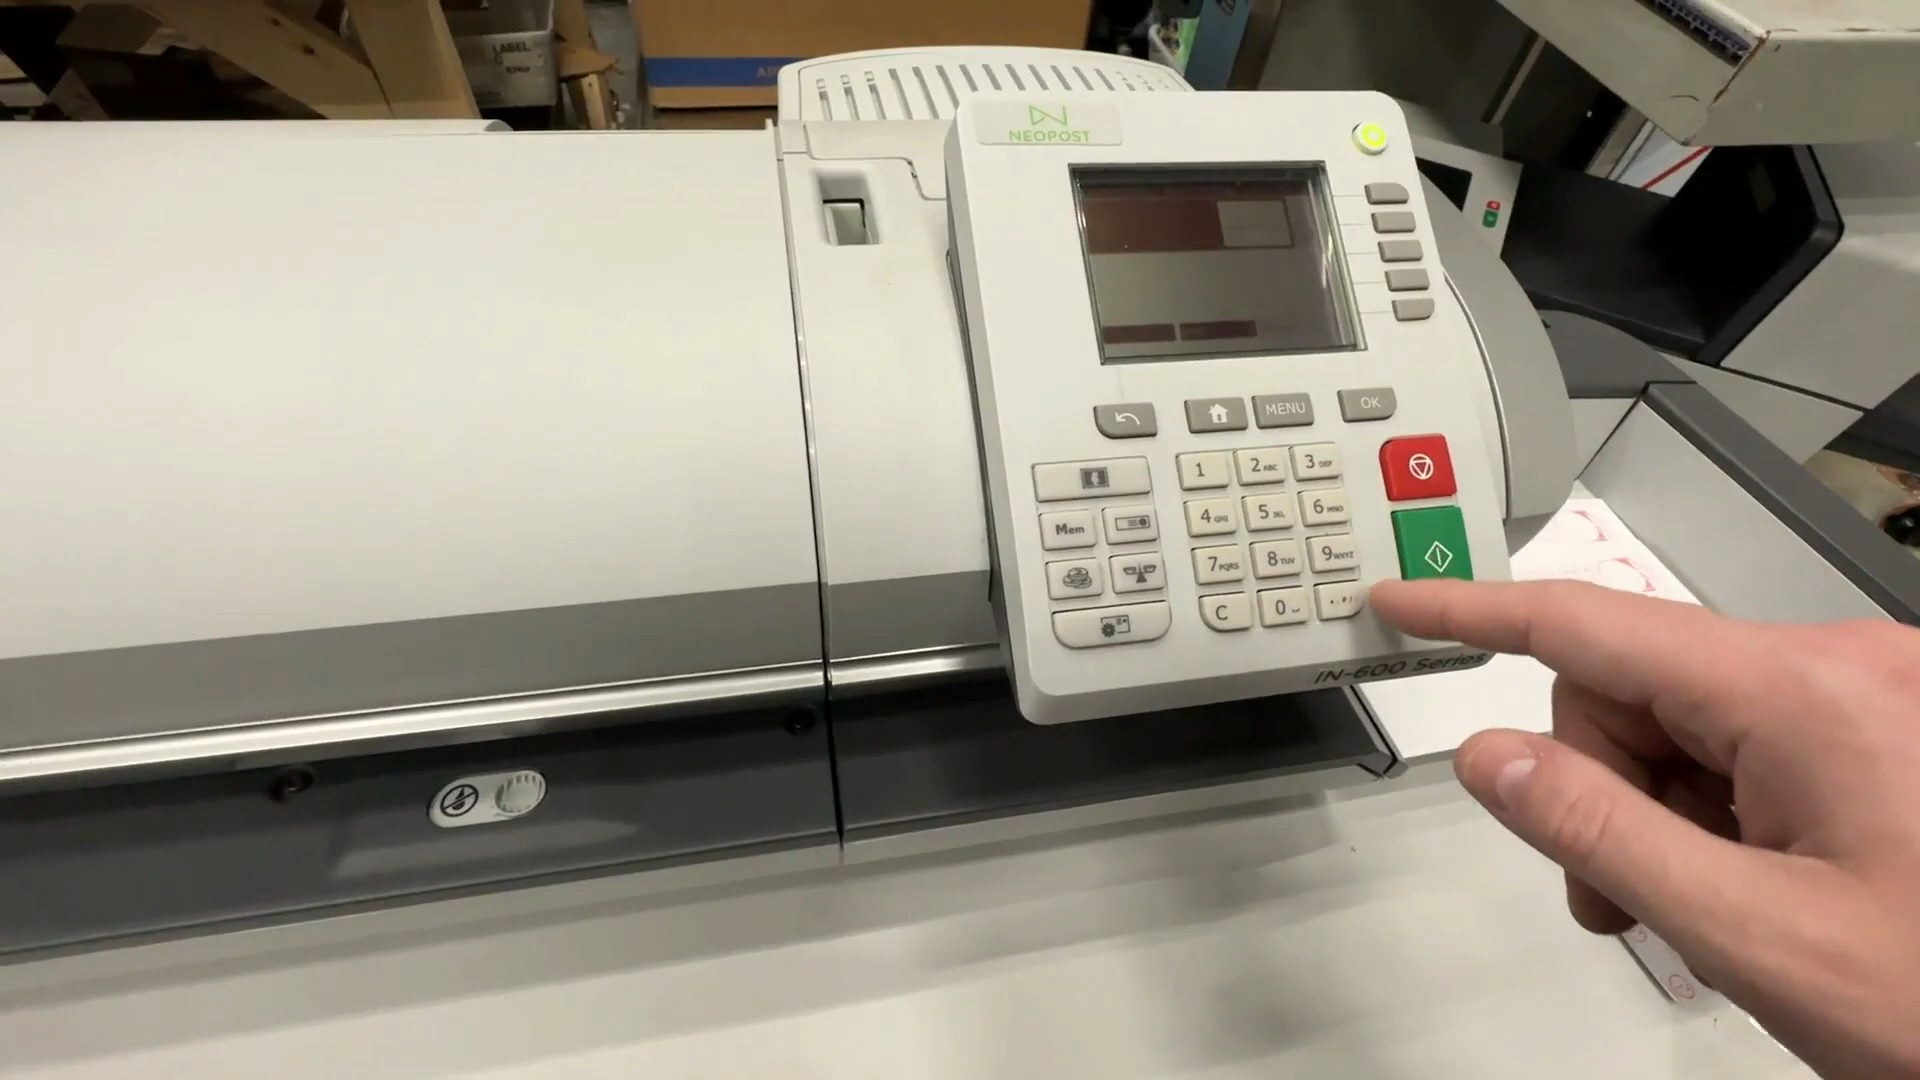 LABEL
NEOPOST
MENU
OK
1
2 ABC
3 DEF
Mem
4 GHI
5 JKL
6 MNO
7 PQRS
8 TUV
9 WXYZ
C
0
IN-600 Series